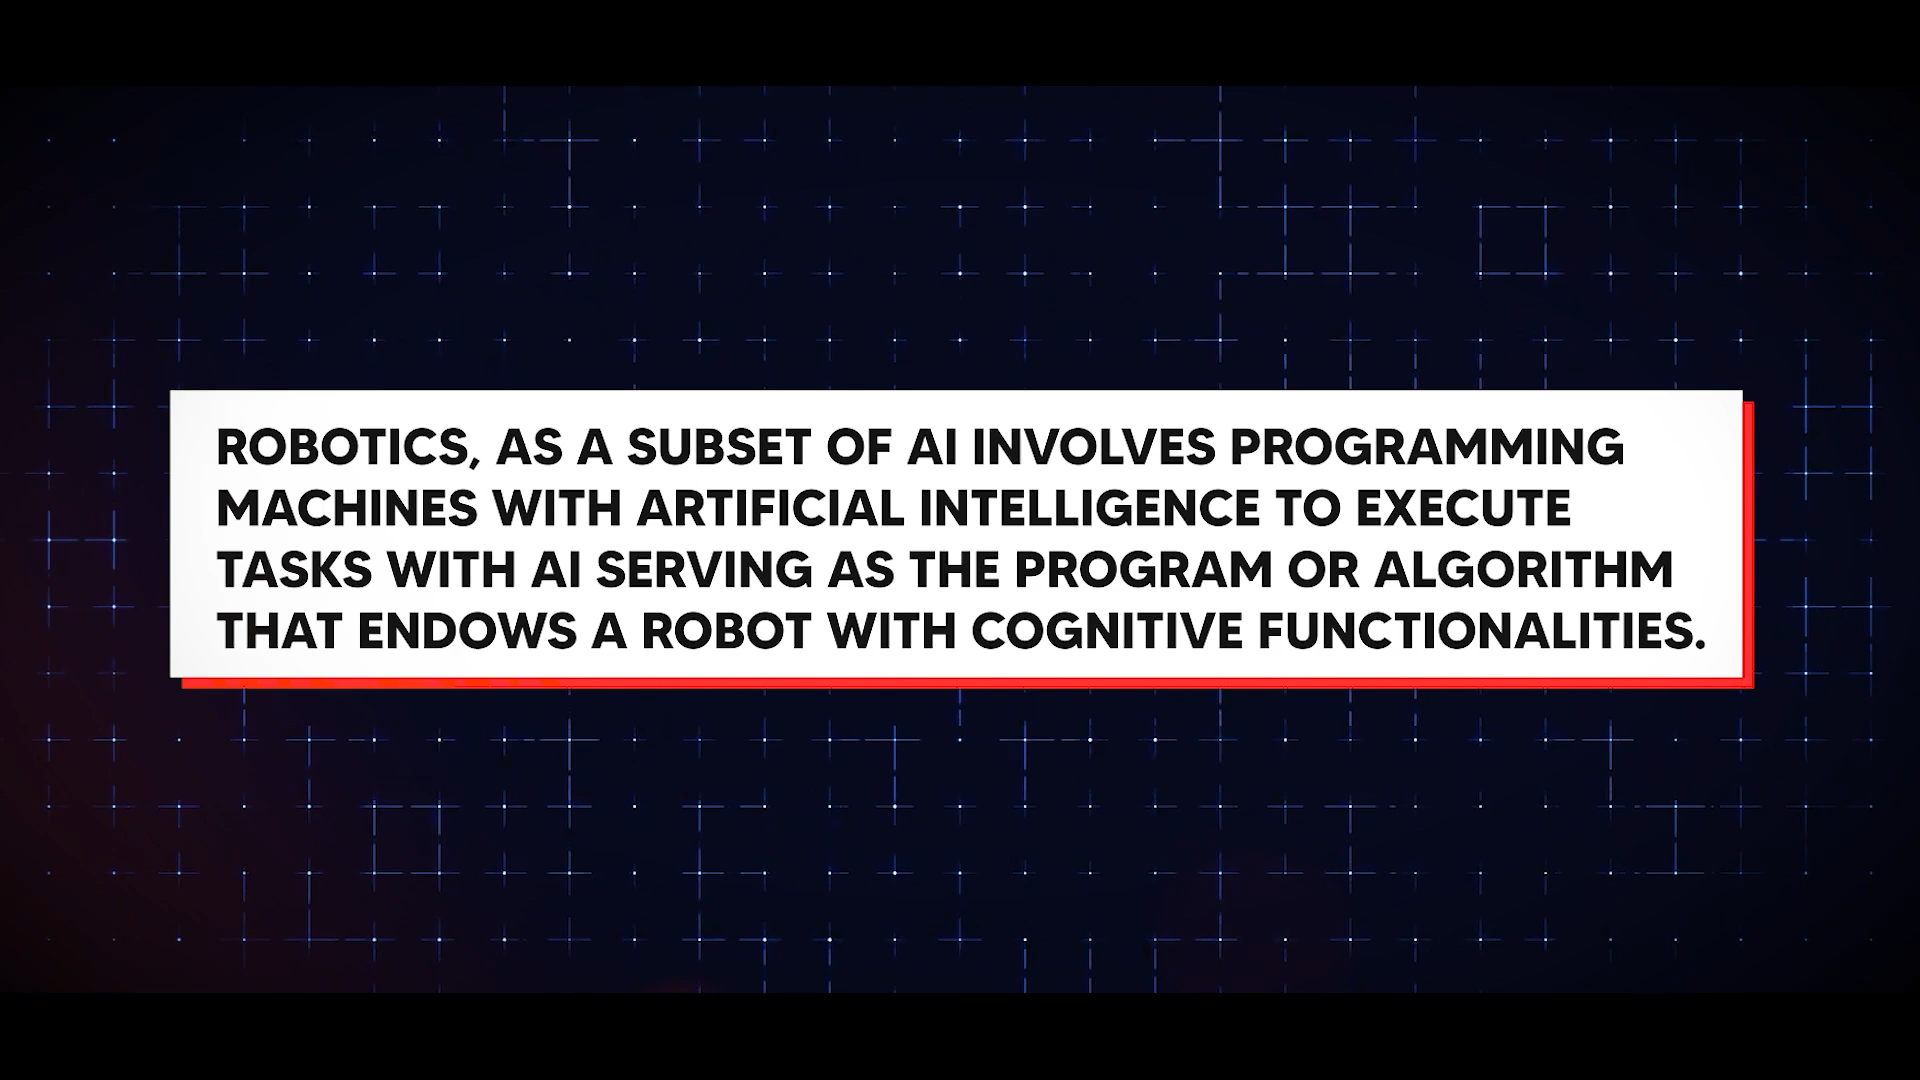 ROBOTICS, AS A SUBSET OF AI INVOLVES PROGRAMMING
MACHINES WITH ARTIFICIAL INTELLIGENCE TO EXECUTE
TASKS WITH AI SERVING AS THE PROGRAM OR ALGORITHM
THAT ENDOWS A ROBOT WITH COGNITIVE FUNCTIONALITIES.